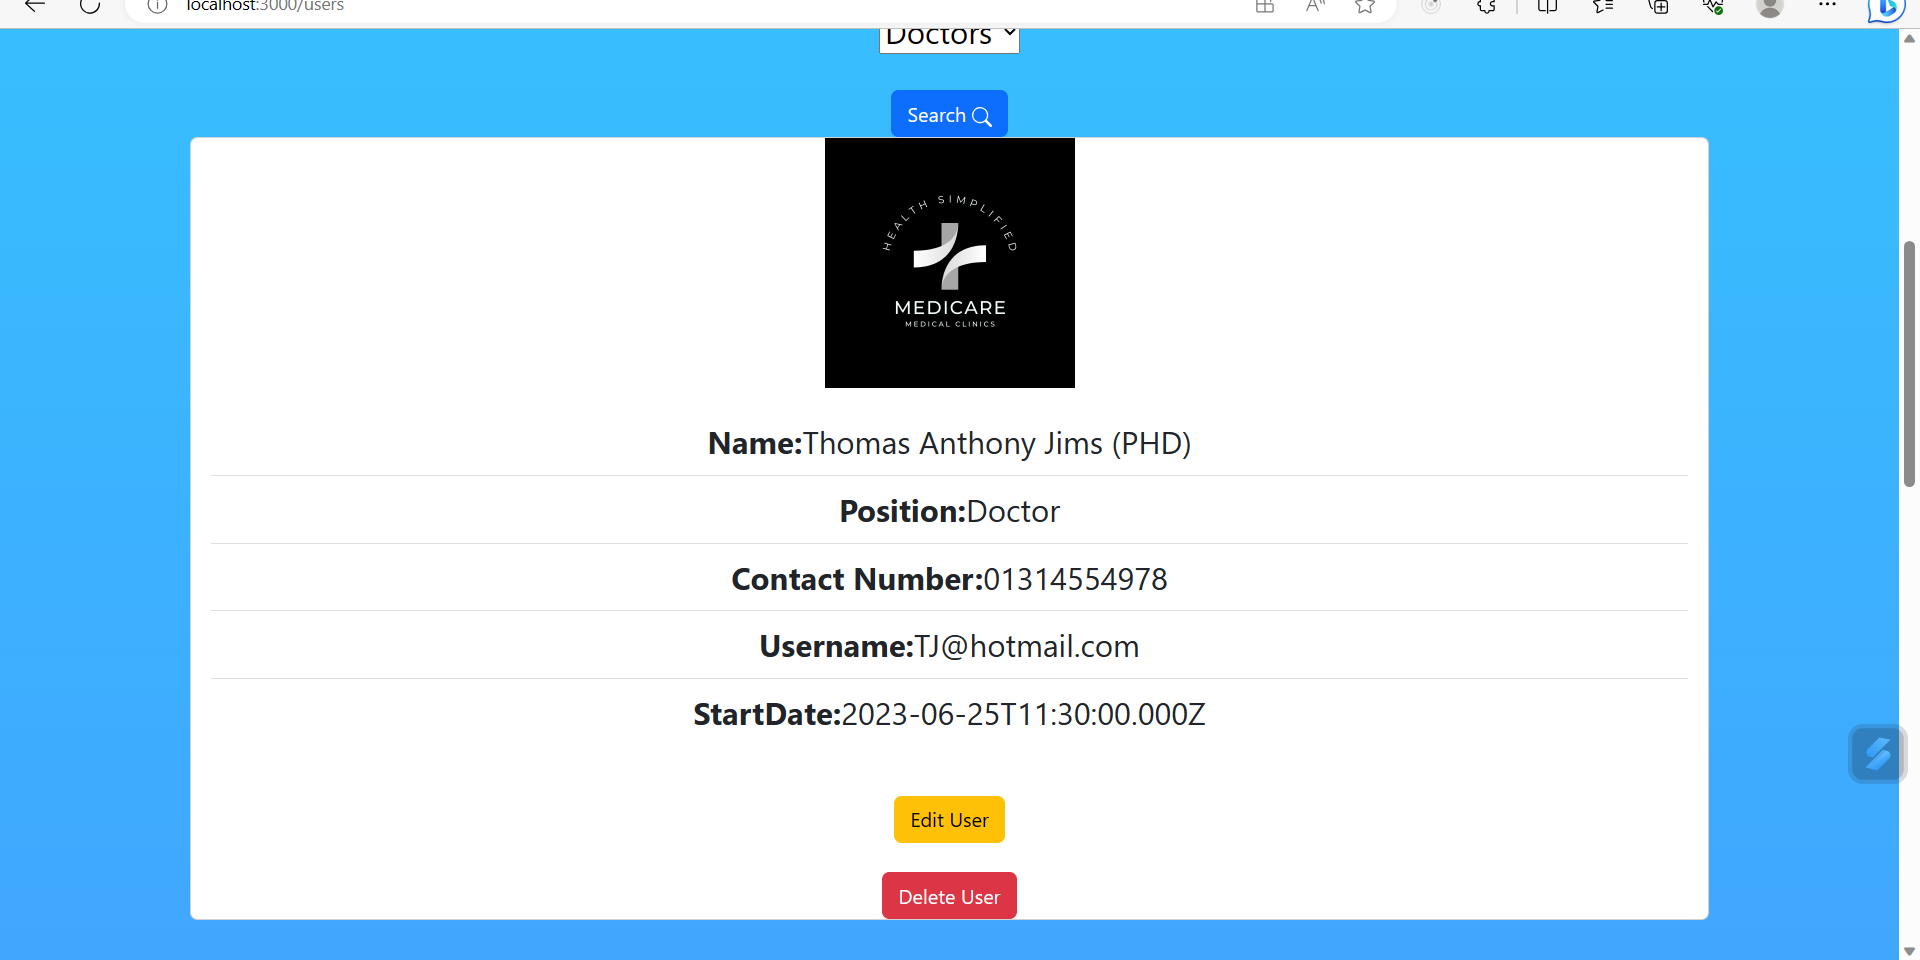 localhost:3000/users
Doctors
Search
HEALTH SIMPLIFIED
MEDICARE
MEDICAL CLINICS
Name:Thomas Anthony Jims (PHD)
Position:Doctor
Contact Number:01314554978
Username:TJ@hotmail.com
StartDate:2023-06-25T11:30:00.000Z
Edit User
Delete User